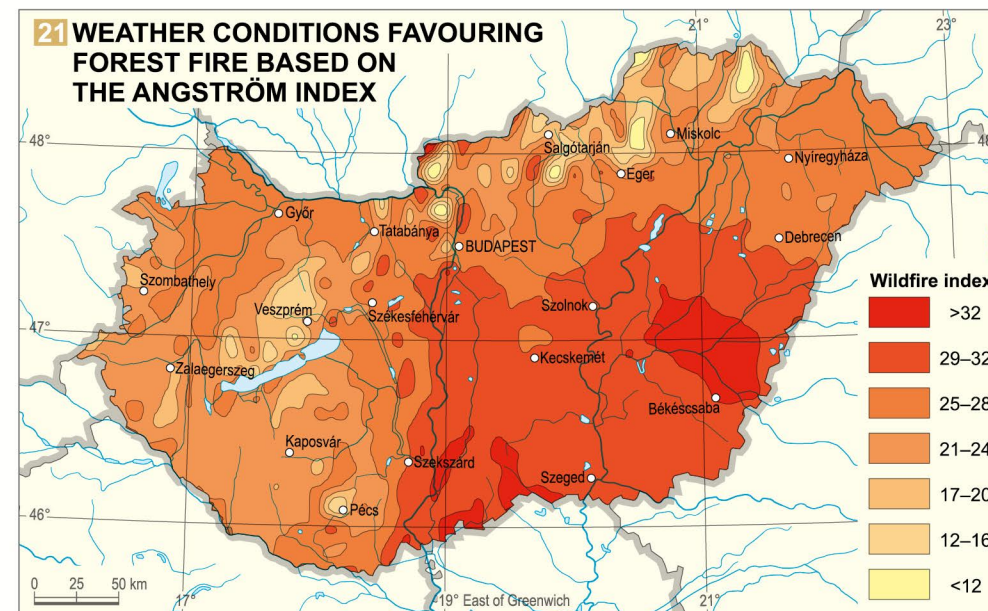 21 WEATHER CONDITIONS FAVOURING
FOREST FIRE BASED ON
THE ANGSTRÖM INDEX
21°
23°
48°
48
Salgótarján
Miskolc
Nyíregyháza
Eger
Győr
Tatabánya
BUDAPEST
Debrecen
Szombathely
Veszprém
Székesfehérvár
Szolnok
47°
Kecskemét
Zalaegerszeg
Békéscsaba
Kaposvár
Szekszárd
Szeged
46°
Pécs
Wildfire index
>32
29–32
25–28
21–24
17–20
12–16
<12
0 25 50 km
17°
19° East of Greenwich
21°